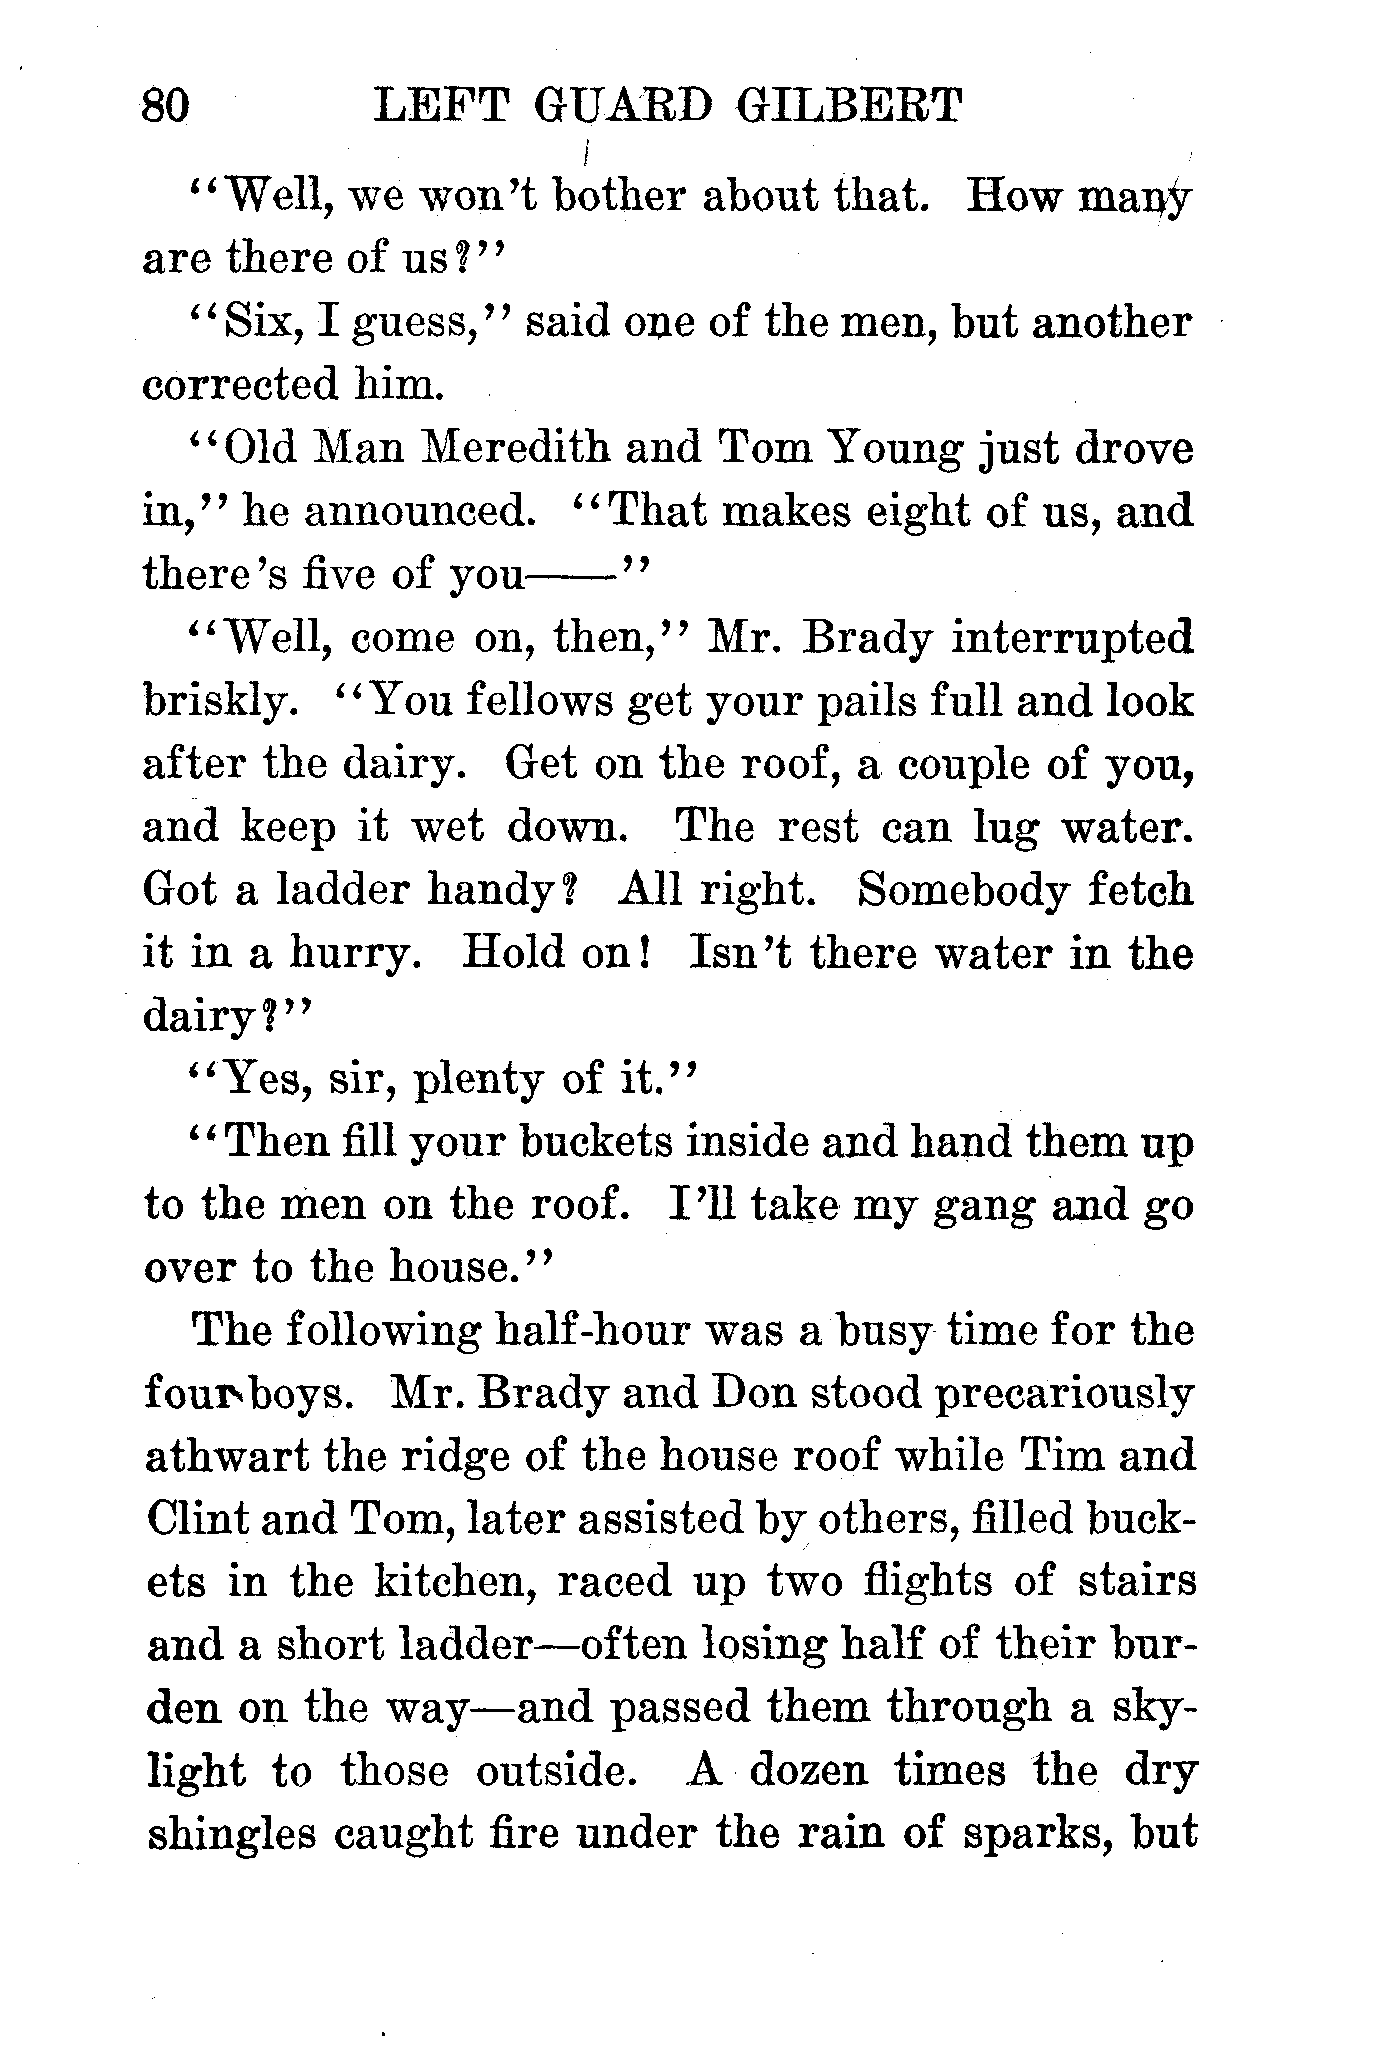 80 LEFT GUARD GILBERT
"Well, we won't bother about that. How many
are there of us?"
"Six, I guess," said one of the men, but another
corrected him.
"Old Man Meredith and Tom Young just drove
in," he announced. "That makes eight of us, and
there's five of you——"
"Well, come on, then," Mr. Brady interrupted
briskly. "You fellows get your pails full and look
after the dairy. Get on the roof, a couple of you,
and keep it wet down. The rest can lug water.
Got a ladder handy? All right. Somebody fetch
it in a hurry. Hold on! Isn't there water in the
dairy?"
"Yes, sir, plenty of it."
"Then fill your buckets inside and hand them up
to the men on the roof. I'll take my gang and go
over to the house."
The following half-hour was a busy time for the
four boys. Mr. Brady and Don stood precariously
athwart the ridge of the house roof while Tim and
Clint and Tom, later assisted by others, filled buck-
ets in the kitchen, raced up two flights of stairs
and a short ladder—often losing half of their bur-
den on the way—and passed them through a sky-
light to those outside. A dozen times the dry
shingles caught fire under the rain of sparks, but